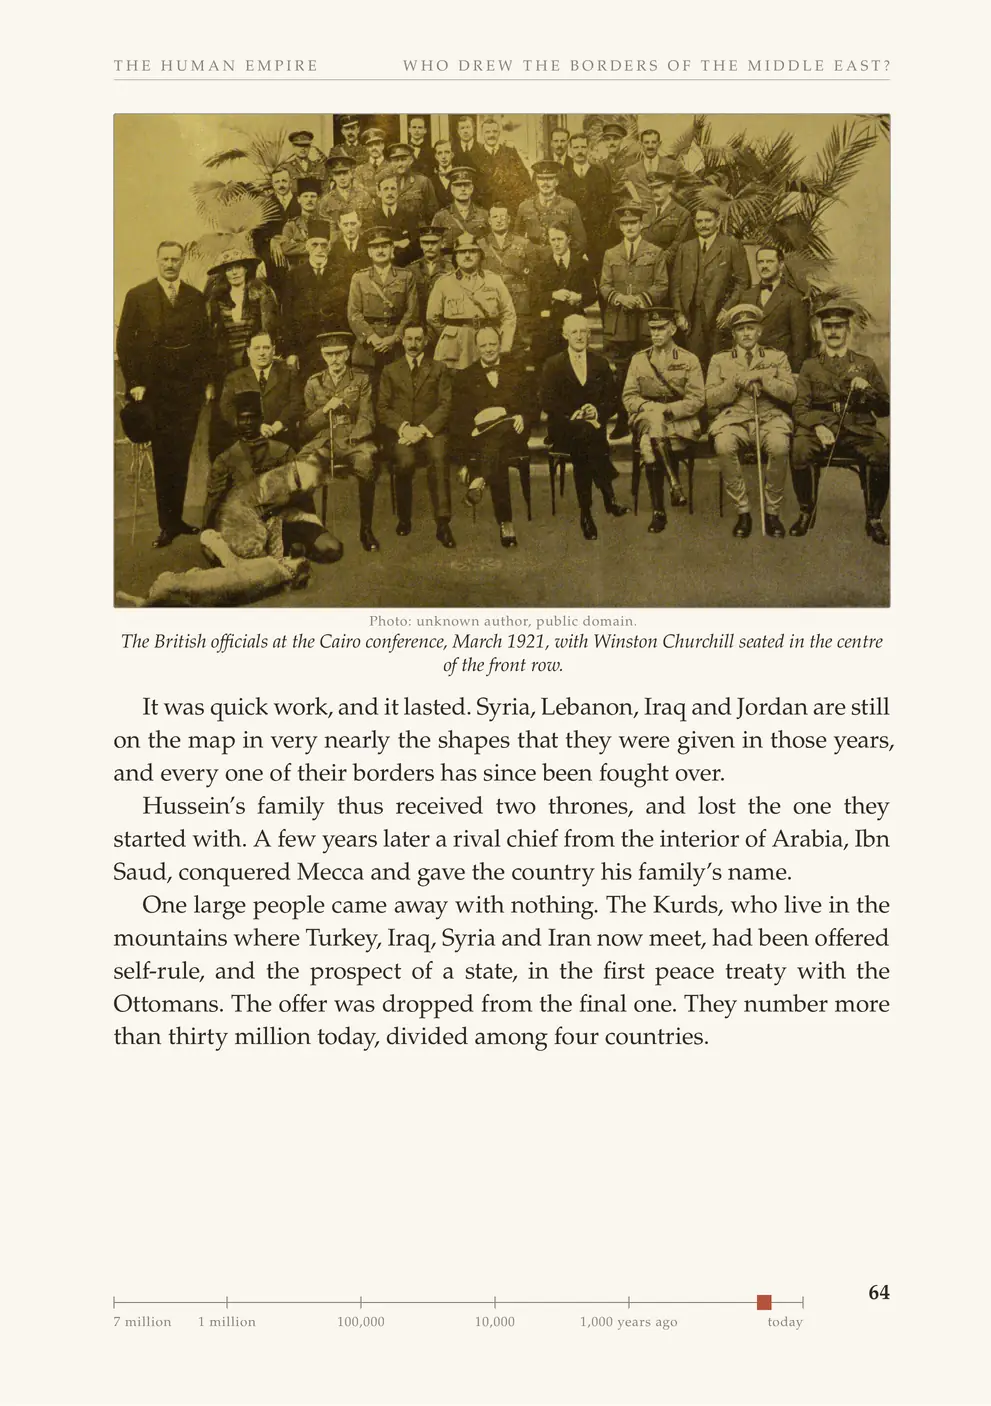 THE HUMAN EMPIRE
WHO DREW THE BORDERS OF THE MIDDLE EAST?
Photo: unknown author, public domain.
The British officials at the Cairo conference, March 1921, with Winston Churchill seated in the centre
of the front row.
It was quick work, and it lasted. Syria, Lebanon, Iraq and Jordan are still
on the map in very nearly the shapes that they were given in those years,
and every one of their borders has since been fought over.
Hussein’s family thus received two thrones, and lost the one they
started with. A few years later a rival chief from the interior of Arabia, Ibn
Saud, conquered Mecca and gave the country his family’s name.
One large people came away with nothing. The Kurds, who live in the
mountains where Turkey, Iraq, Syria and Iran now meet, had been offered
self-rule, and the prospect of a state, in the first peace treaty with the
Ottomans. The offer was dropped from the final one. They number more
than thirty million today, divided among four countries.
64
7 million 1 million 100,000 10,000 1,000 years ago today